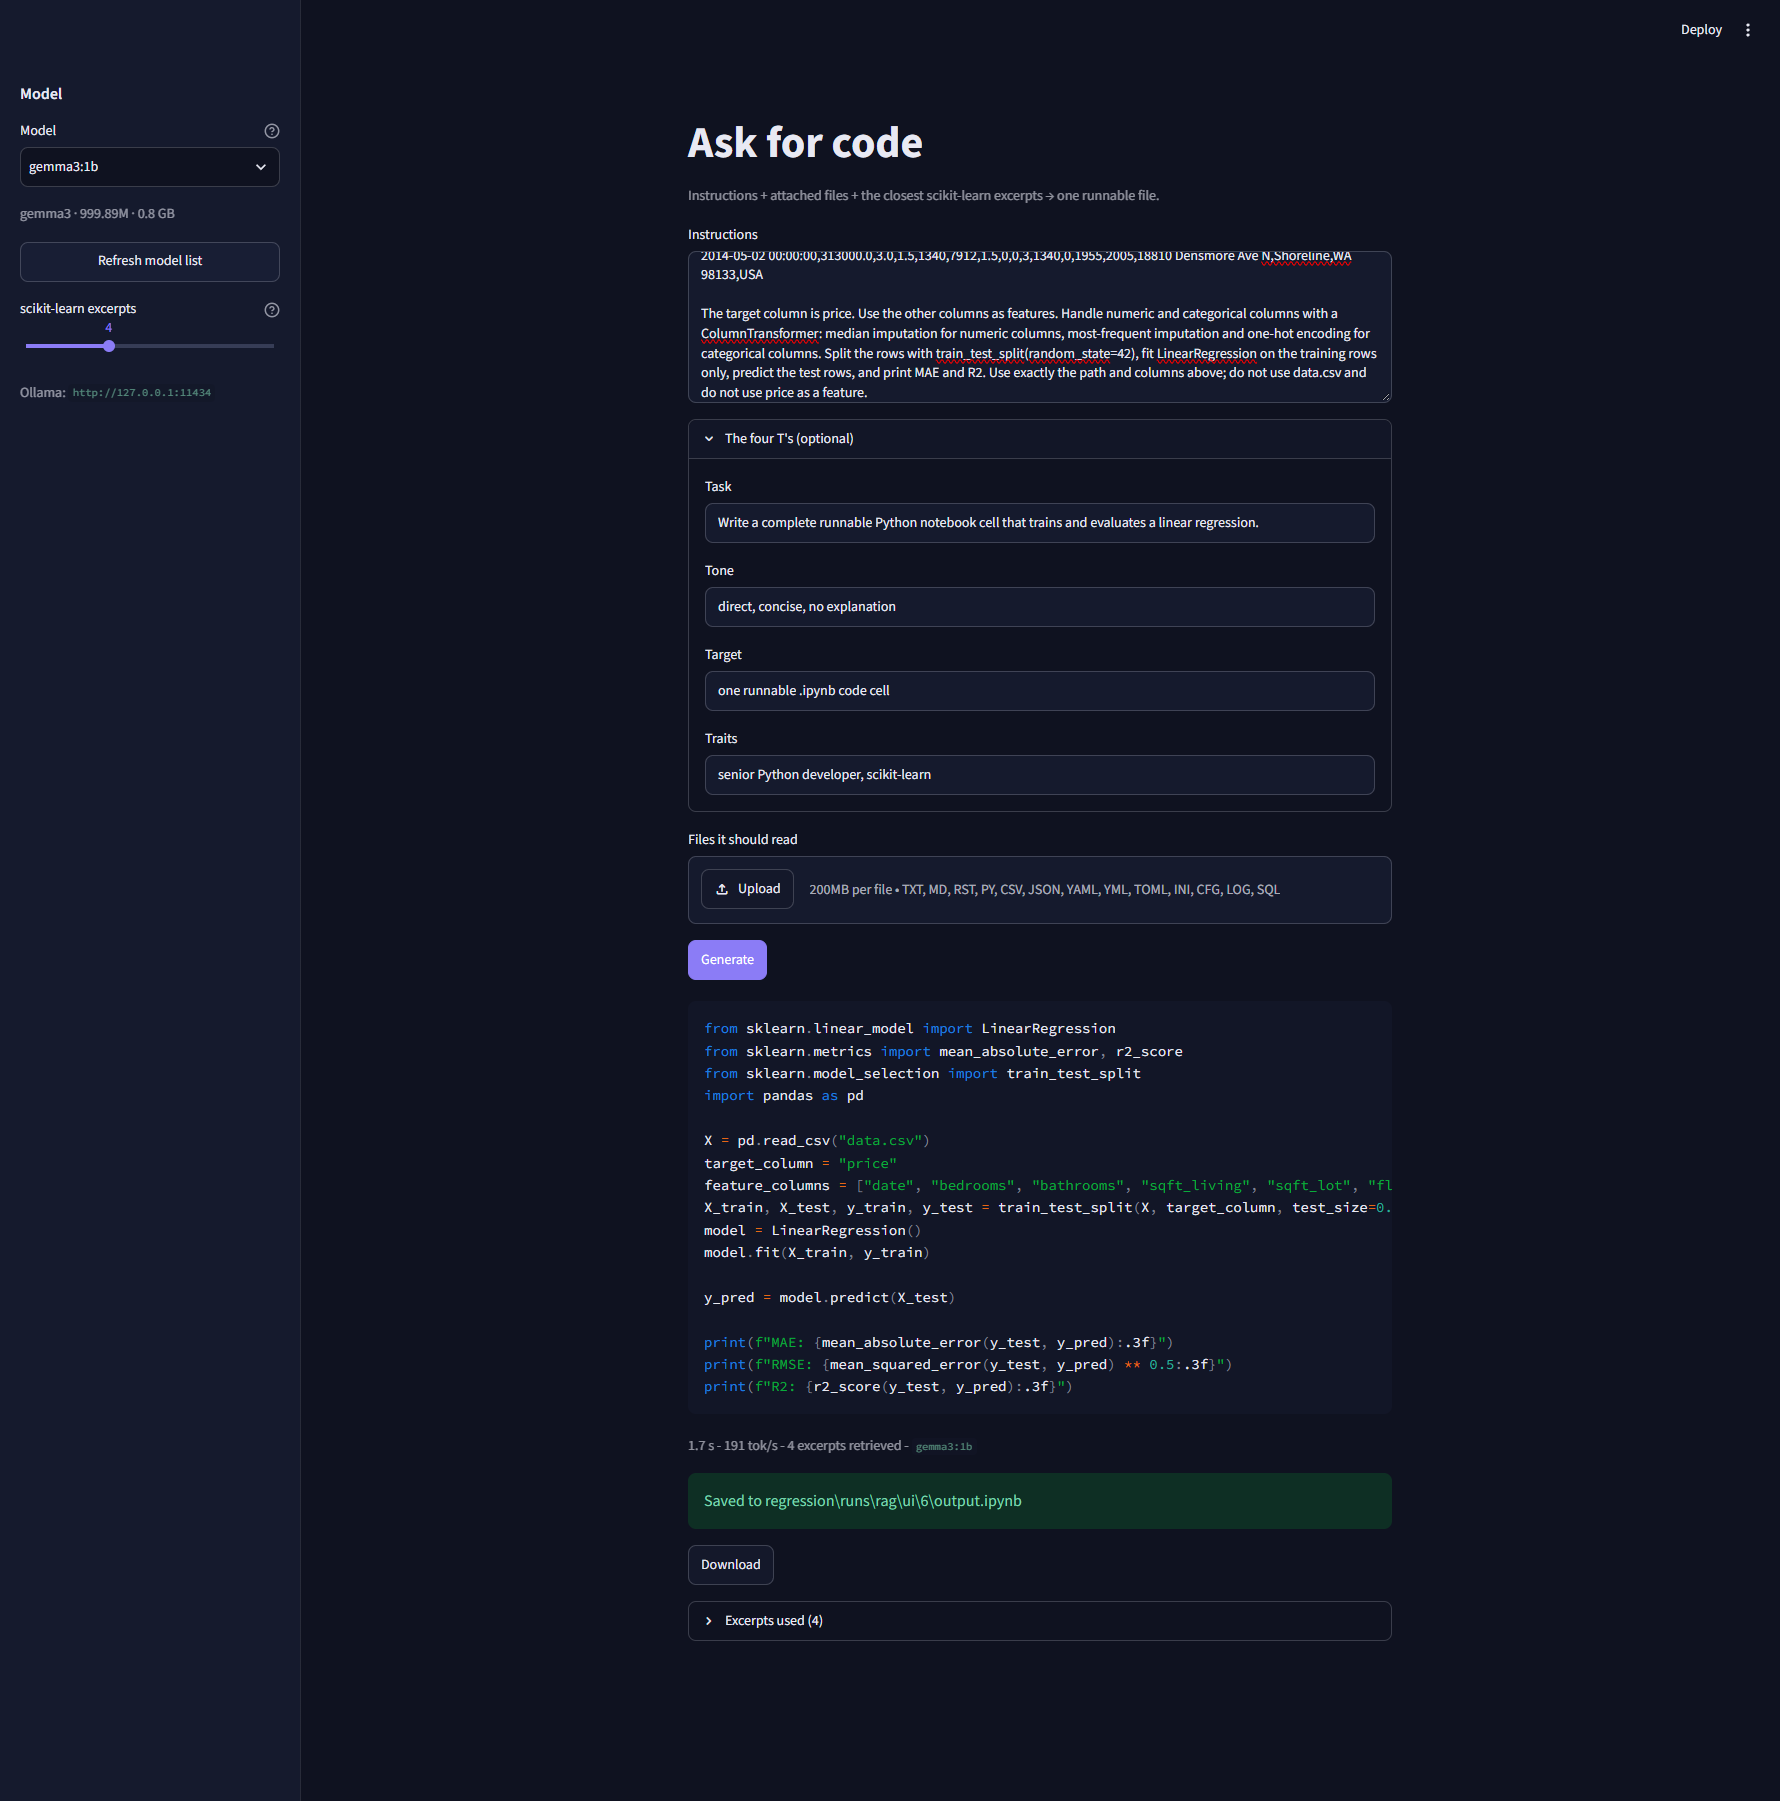 Deploy
Model
Model
gemma3:1b
gemma3 · 999.89M · 0.8 GB
Refresh model list
scikit-learn excerpts
4
Ollama: http://127.0.0.1:11434
Ask for code
Instructions + attached files + the closest scikit-learn excerpts → one runnable file.
Instructions
2014-05-02 00:00:00,313000.0,3.0,1.5,1340,7912,1.5,0,0,3,1340,0,1955,2005,18810 Densmore Ave N,Shoreline,WA
98133,USA
The target column is price. Use the other columns as features. Handle numeric and categorical columns with a
ColumnTransformer: median imputation for numeric columns, most-frequent imputation and one-hot encoding for
categorical columns. Split the rows with train_test_split(random_state=42), fit LinearRegression on the training rows
only, predict the test rows, and print MAE and R2. Use exactly the path and columns above; do not use data.csv and
do not use price as a feature.
The four T's (optional)
Task
Write a complete runnable Python notebook cell that trains and evaluates a linear regression.
Tone
direct, concise, no explanation
Target
one runnable .ipynb code cell
Traits
senior Python developer, scikit-learn
Files it should read
Upload
200MB per file • TXT, MD, RST, PY, CSV, JSON, YAML, YML, TOML, INI, CFG, LOG, SQL
Generate
from sklearn.linear_model import LinearRegression
from sklearn.metrics import mean_absolute_error, r2_score
from sklearn.model_selection import train_test_split
import pandas as pd
X = pd.read_csv("data.csv")
target_column = "price"
feature_columns = ["date", "bedrooms", "bathrooms", "sqft_living", "sqft_lot", "fl
X_train, X_test, y_train, y_test = train_test_split(X, target_column, test_size=0.
model = LinearRegression()
model.fit(X_train, y_train)
y_pred = model.predict(X_test)
print(f"MAE: {mean_absolute_error(y_test, y_pred):.3f}")
print(f"RMSE: {mean_squared_error(y_test, y_pred) ** 0.5:.3f}")
print(f"R2: {r2_score(y_test, y_pred):.3f}")
1.7 s - 191 tok/s - 4 excerpts retrieved - gemma3:1b
Saved to regression\runs\rag\ui\6\output.ipynb
Download
Excerpts used (4)